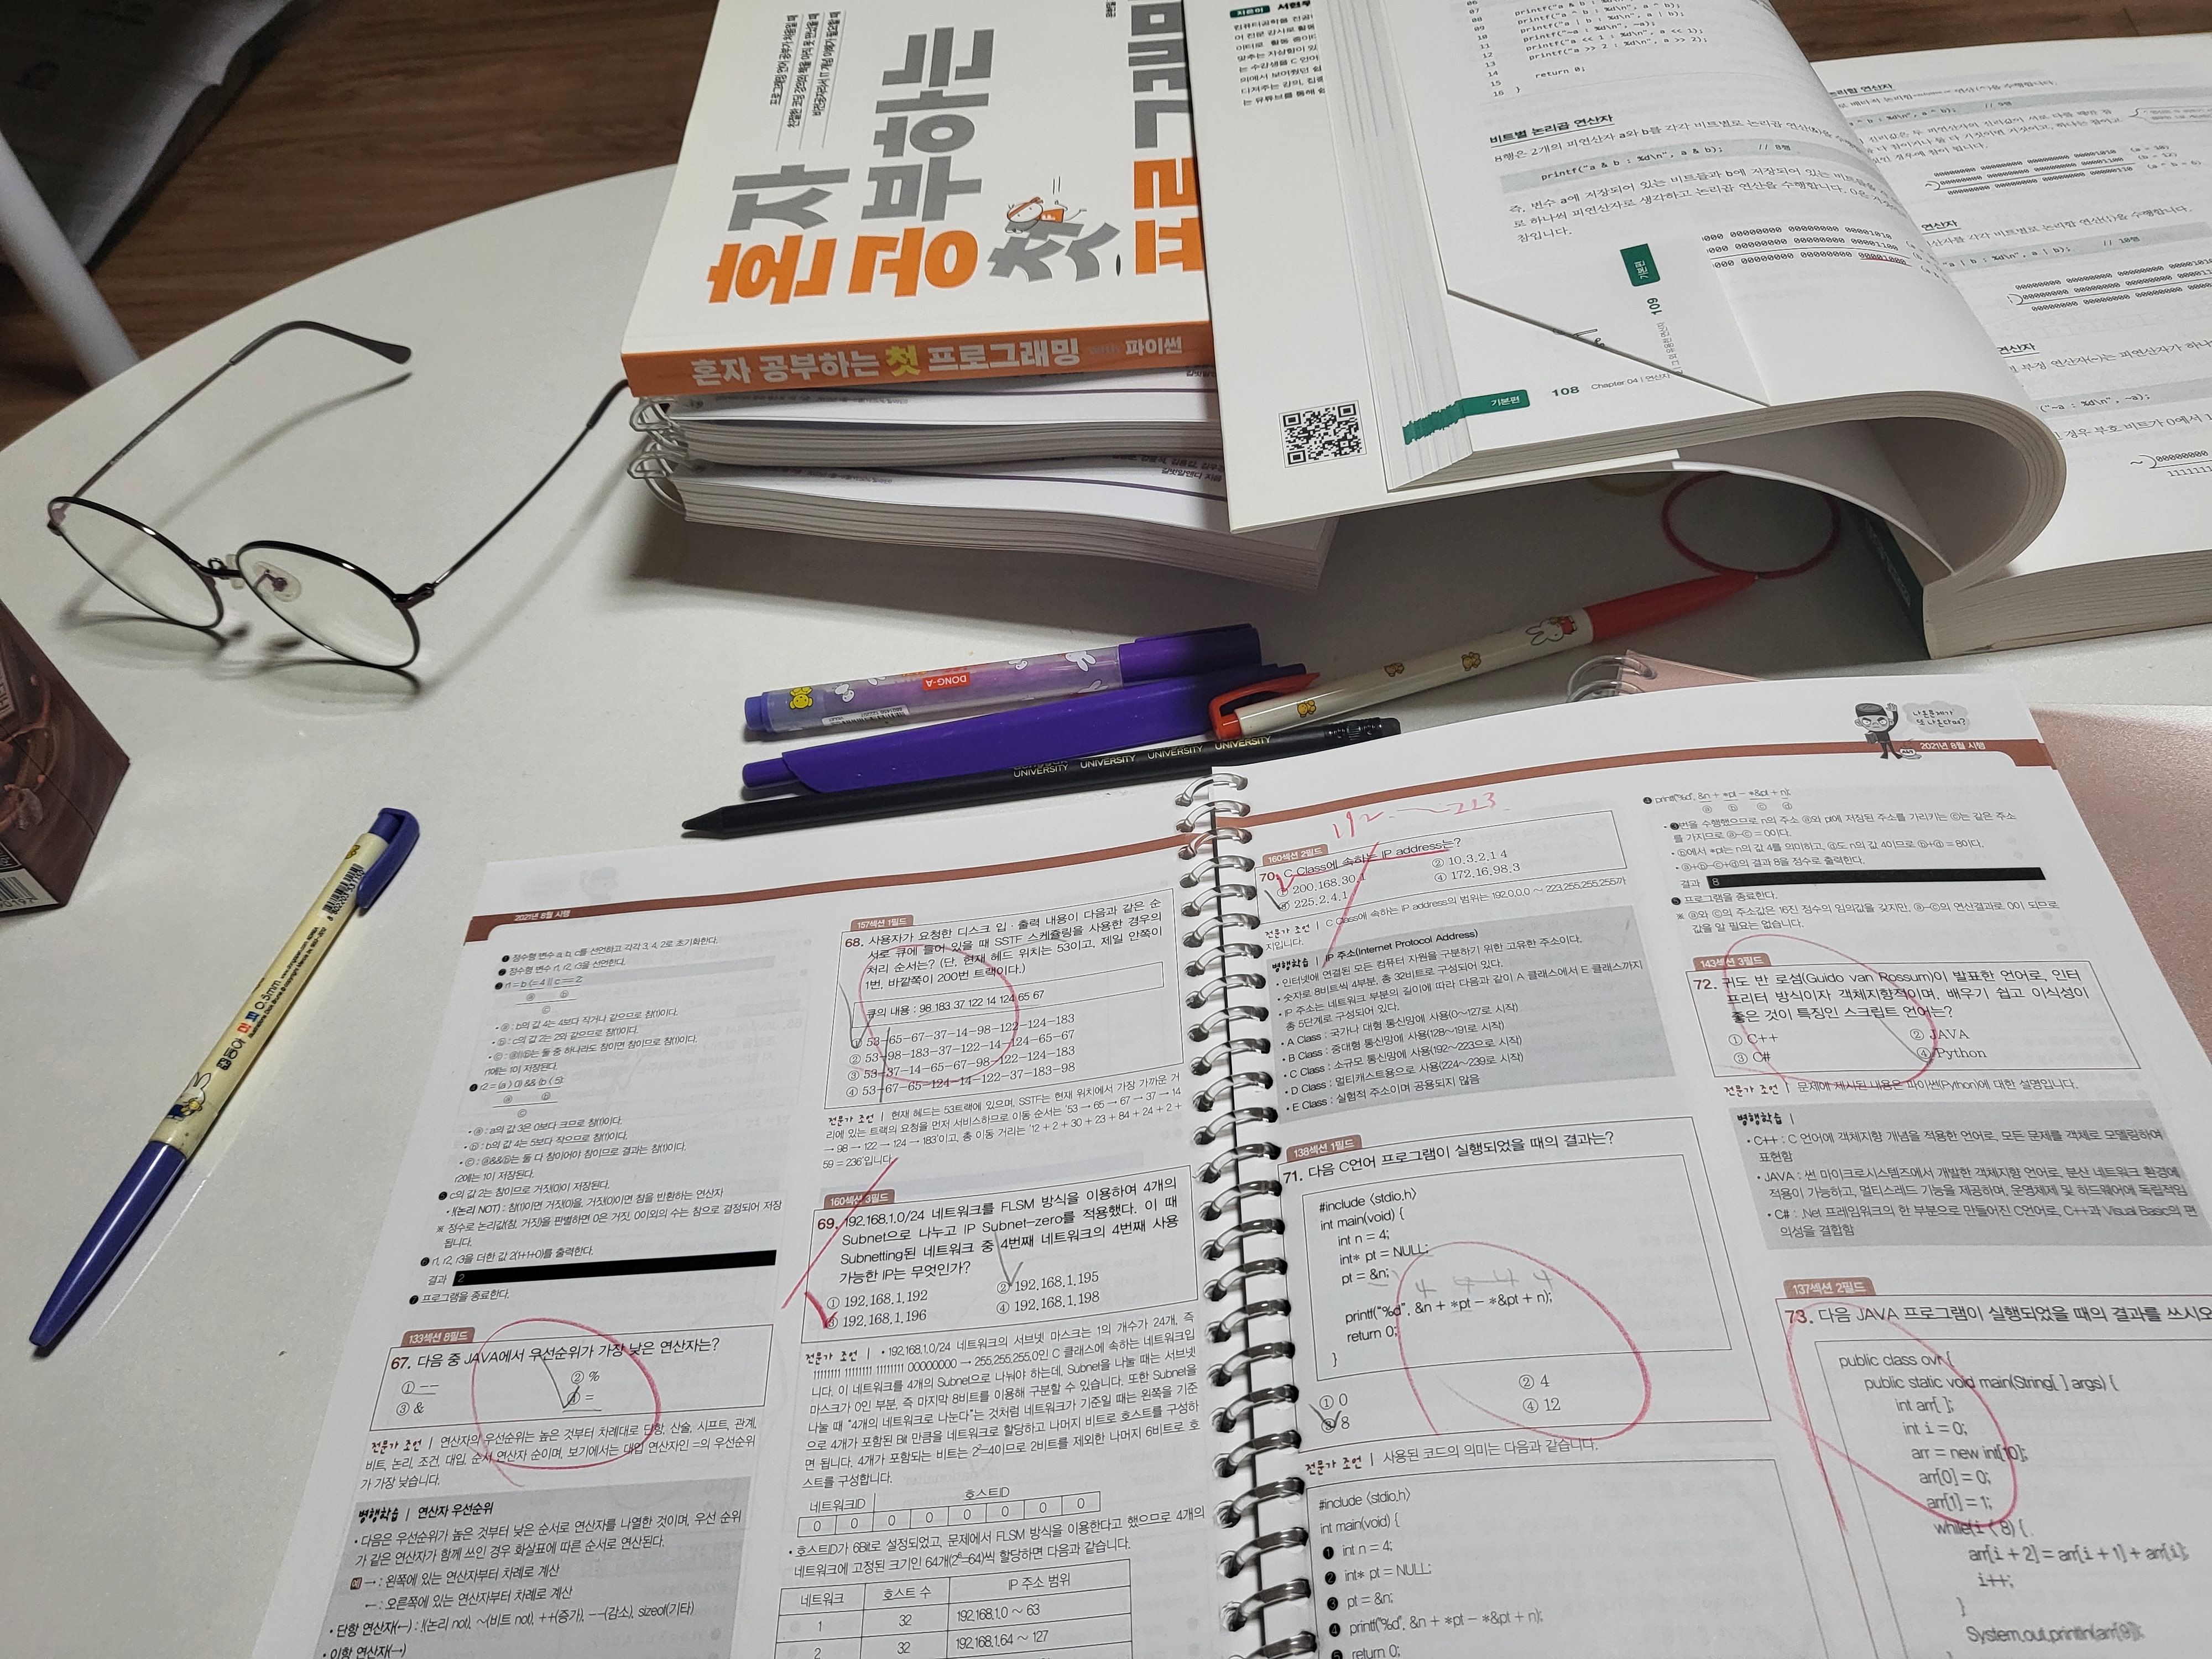 혼자
공부하는
첫
혼자 공부하는 첫 프로그래밍 with 파이썬
printf("a >> 2 : %d\n", a >> 2);
return 0;
}
비트별 논리곱 연산자
8행은 2개의 피연산자 a와 b를 각각 비트별로 논리곱 연산(&)을
printf("a & b : %d\n", a & b); // 8행
즉, 변수 a에 저장되어 있는 비트들과 b에 저장되어 있는 비트들을
로 하나씩 피연산자로 생각하고 논리곱 연산을 수행합니다. 0은
참입니다.
기본편
109
기본편 108 Chapter 04 | 연산자
DONG-A
UNIVERSITY UNIVERSITY UNIVERSITY UNIVERSITY
동아 0.5mm
2021년 8월 시행
❶ 정수형 변수 a, b, c를 선언하고 각각 3, 4, 2로 초기화한다.
❷ 정수형 변수 r1, r2, r3을 선언한다.
❸ r1 = b <= 4 || c == 2;
ⓐ ⓑ
ⓒ
• ⓐ : b의 값 4는 4보다 작거나 같으므로 참(1)이다.
• ⓑ : c의 값 2는 2와 같으므로 참(1)이다.
• ⓒ : ⓐ||ⓑ는 둘 중 하나라도 참이면 참이므로 참(1)이다.
r1에는 1이 저장된다.
❹ r2 = (a > 0) && (b < 5);
ⓐ ⓑ
ⓒ
• ⓐ : a의 값 3은 0보다 크므로 참(1)이다.
• ⓑ : b의 값 4는 5보다 작으므로 참(1)이다.
• ⓒ : ⓐ&&ⓑ는 둘 다 참이어야 참이므로 결과는 참(1)이다.
r2에는 1이 저장된다.
❺ c의 값 2는 참이므로 거짓(0)이 저장된다.
• !(논리 NOT) : 참(1)이면 거짓(0)을, 거짓(0)이면 참을 반환하는 연산자
※ 정수로 논리값(참, 거짓)을 판별하면 0은 거짓, 0이외의 수는 참으로 결정되어 저장
됩니다.
❻ r1, r2, r3을 더한 값 2(1+1+0)를 출력한다.
결과 2
❼ 프로그램을 종료한다.
133섹션 8필드
67. 다음 중 JAVA에서 우선순위가 가장 낮은 연산자는?
① -- ② %
③ & ④ =
전문가 조언 | 연산자의 우선순위는 높은 것부터 차례대로 단항, 산술, 시프트, 관계,
비트, 논리, 조건, 대입, 순서 연산자 순이며, 보기에서는 대입 연산자인 =의 우선순위
가 가장 낮습니다.
병행학습 | 연산자 우선순위
• 다음은 우선순위가 높은 것부터 낮은 순서로 연산자를 나열한 것이며, 우선 순위
가 같은 연산자가 함께 쓰인 경우 화살표에 따른 순서로 연산된다.
예 → : 왼쪽에 있는 연산자부터 차례로 계산
← : 오른쪽에 있는 연산자부터 차례로 계산
• 단항 연산자(←) : !(논리 not), ~(비트 not), ++(증가), --(감소), sizeof(기타)
• 이항 연산자(→)
157섹션 1필드
68. 사용자가 요청한 디스크 입 · 출력 내용이 다음과 같은 순
서로 큐에 들어 있을 때 SSTF 스케줄링을 사용한 경우의
처리 순서는? (단, 현재 헤드 위치는 53이고, 제일 안쪽이
1번, 바깥쪽이 200번 트랙이다.)
큐의 내용 : 98 183 37 122 14 124 65 67
① 53-65-67-37-14-98-122-124-183
② 53-98-183-37-122-14-124-65-67
③ 53-37-14-65-67-98-122-124-183
④ 53-67-65-124-14-122-37-183-98
전문가 조언 | 현재 헤드는 53트랙에 있으며, SSTF는 현재 위치에서 가장 가까운 거
리에 있는 트랙의 요청을 먼저 서비스하므로 이동 순서는 '53 → 65 → 67 → 37 → 14
→ 98 → 122 → 124 → 183'이고, 총 이동 거리는 '12 + 2 + 30 + 23 + 84 + 24 + 2 +
59 = 236'입니다.
160섹션 3필드
69. 192.168.1.0/24 네트워크를 FLSM 방식을 이용하여 4개의
Subnet으로 나누고 IP Subnet-zero를 적용했다. 이 때
Subnetting된 네트워크 중 4번째 네트워크의 4번째 사용
가능한 IP는 무엇인가?
① 192.168.1.192 ② 192.168.1.195
③ 192.168.1.196 ④ 192.168.1.198
전문가 조언 | • 192.168.1.0/24 네트워크의 서브넷 마스크는 1의 개수가 24개, 즉
11111111 11111111 11111111 00000000 → 255.255.255.0인 C 클래스에 속하는 네트워크입
니다. 이 네트워크를 4개의 Subnet으로 나눠야 하는데, Subnet을 나눌 때는 서브넷
마스크가 0인 부분, 즉 마지막 8비트를 이용해 구분할 수 있습니다. 또한 Subnet을
나눌 때 "4개의 네트워크로 나눈다"는 것처럼 네트워크가 기준일 때는 왼쪽을 기준
으로 4개가 포함된 Bit 만큼을 네트워크로 할당하고 나머지 비트로 호스트를 구성하
면 됩니다. 4개가 포함되는 비트는 2²=4이므로 2비트를 제외한 나머지 6비트로 호
스트를 구성합니다.
네트워크ID 호스트ID
0 0 0 0 0 0 0 0
• 호스트ID가 6Bit로 설정되었고, 문제에서 FLSM 방식을 이용한다고 했으므로 4개의
네트워크에 고정된 크기인 64개(2⁶=64)씩 할당하면 다음과 같습니다.
네트워크 호스트 수 IP 주소 범위
1 32 192.168.1.0 ~ 63
2 32 192.168.1.64 ~ 127
192. ~ 223.
160섹션 2필드
70. C Class에 속하는 IP address는?
① 200.168.30.1 ② 10.3.2.1 4
③ 225.2.4.1 ④ 172.16.98.3
전문가 조언 | C Class에 속하는 IP address의 범위는 192.0.0.0 ~ 223.255.255.255까
지입니다.
병행학습 | IP 주소(Internet Protocol Address)
• 인터넷에 연결된 모든 컴퓨터 자원을 구분하기 위한 고유한 주소이다.
• 숫자로 8비트씩 4부분, 총 32비트로 구성되어 있다.
• IP 주소는 네트워크 부분의 길이에 따라 다음과 같이 A 클래스에서 E 클래스까지
총 5단계로 구성되어 있다.
• A Class : 국가나 대형 통신망에 사용(0~127로 시작)
• B Class : 중대형 통신망에 사용(128~191로 시작)
• C Class : 소규모 통신망에 사용(192~223으로 시작)
• D Class : 멀티캐스트용으로 사용(224~239로 시작)
• E Class : 실험적 주소이며 공용되지 않음
138섹션 1필드
71. 다음 C언어 프로그램이 실행되었을 때의 결과는?
#include <stdio.h>
int main(void) {
int n = 4;
int* pt = NULL;
pt = &n;
printf("%d", &n + *pt - *&pt + n);
return 0;
}
① 0 ② 4
③ 8 ④ 12
전문가 조언 | 사용된 코드의 의미는 다음과 같습니다.
#include <stdio.h>
int main(void) {
❶ int n = 4;
❷ int* pt = NULL;
❸ pt = &n;
❹ printf("%d", &n + *pt - *&pt + n);
❺ return 0;
나온문제가
또 나온다며?
2021년 8월 시행
❹ printf("%d", &n + *pt - *&pt + n);
ⓐ ⓑ ⓒ ⓓ
• ❸번을 수행했으므로 n의 주소 ⓐ와 pt에 저장된 주소를 가리키는 ⓒ는 같은 주소
를 가지므로 ⓐ-ⓒ = 0이다.
• ⓑ에서 *pt는 n의 값 4를 의미하고, ⓓ도 n의 값 4이므로 ⓑ+ⓓ = 8이다.
• ⓐ+ⓑ-ⓒ+ⓓ의 결과 8을 정수로 출력한다.
결과 8
❺ 프로그램을 종료한다.
※ ⓐ와 ⓒ의 주소값은 16진 정수의 임의값을 갖지만, ⓐ-ⓒ의 연산결과로 0이 되므로
값을 알 필요는 없습니다.
143섹션 3필드
72. 귀도 반 로섬(Guido van Rossum)이 발표한 언어로, 인터
프리터 방식이자 객체지향적이며, 배우기 쉽고 이식성이
좋은 것이 특징인 스크립트 언어는?
① C++ ② JAVA
③ C# ④ Python
전문가 조언 | 문제에 제시된 내용은 파이썬(Python)에 대한 설명입니다.
병행학습 |
• C++ : C 언어에 객체지향 개념을 적용한 언어로, 모든 문제를 객체로 모델링하여
표현함
• JAVA : 썬 마이크로시스템즈에서 개발한 객체지향 언어로, 분산 네트워크 환경에
적용이 가능하고, 멀티스레드 기능을 제공하며, 운영체제 및 하드웨어에 독립적임
• C# : .Net 프레임워크의 한 부분으로 만들어진 C언어로, C++과 Visual Basic의 편
의성을 결합함
137섹션 2필드
73. 다음 JAVA 프로그램이 실행되었을 때의 결과를 쓰시오
public class ovr {
public static void main(String[ ] args) {
int arr[ ];
int i = 0;
arr = new int[10];
arr[0] = 0;
arr[1] = 1;
while(i < 8) {
arr[i + 2] = arr[i + 1] + arr[i];
i++;
}
System.out.println(arr[9]);